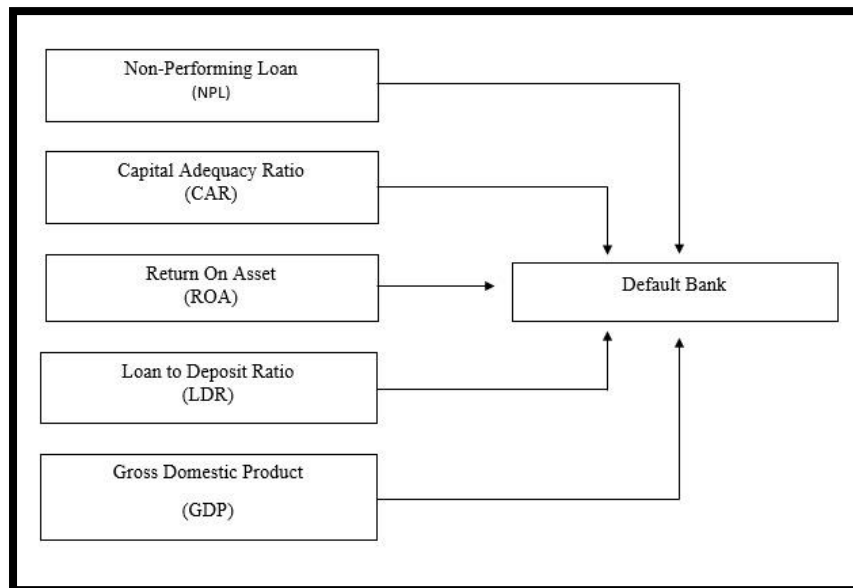 Non-Performing Loan
(NPL)
Capital Adequacy Ratio
(CAR)
Return On Asset
(ROA)
Default Bank
Loan to Deposit Ratio
(LDR)
Gross Domestic Product
(GDP)